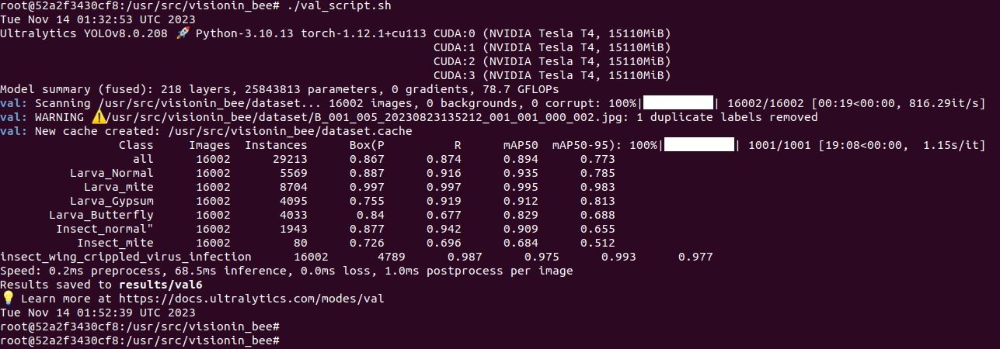 root@52a2f3430cf8:/usr/src/visionin_bee# ./val_script.sh
Tue Nov 14 01:32:53 UTC 2023
Ultralytics YOLOv8.0.208 🚀 Python-3.10.13 torch-1.12.1+cu113 CUDA:0 (NVIDIA Tesla T4, 15110MiB)
CUDA:1 (NVIDIA Tesla T4, 15110MiB)
CUDA:2 (NVIDIA Tesla T4, 15110MiB)
CUDA:3 (NVIDIA Tesla T4, 15110MiB)
Model summary (fused): 218 layers, 25843813 parameters, 0 gradients, 78.7 GFLOPs
val: Scanning /usr/src/visionin_bee/dataset... 16002 images, 0 backgrounds, 0 corrupt: 100%|██████████| 16002/16002 [00:19<00:00, 816.29it/s]
val: WARNING ⚠️/usr/src/visionin_bee/dataset/B_001_005_20230823135212_001_001_000_002.jpg: 1 duplicate labels removed
val: New cache created: /usr/src/visionin_bee/dataset.cache
Class Images Instances Box(P R mAP50 mAP50-95): 100%|██████████| 1001/1001 [19:08<00:00, 1.15s/it]
all 16002 29213 0.867 0.874 0.894 0.773
Larva_Normal 16002 5569 0.887 0.916 0.935 0.785
Larva_mite 16002 8704 0.997 0.997 0.995 0.983
Larva_Gypsum 16002 4095 0.755 0.919 0.912 0.813
Larva_Butterfly 16002 4033 0.84 0.677 0.829 0.688
Insect_normal" 16002 1943 0.877 0.942 0.909 0.655
Insect_mite 16002 80 0.726 0.696 0.684 0.512
insect_wing_crippled_virus_infection 16002 4789 0.987 0.975 0.993 0.977
Speed: 0.2ms preprocess, 68.5ms inference, 0.0ms loss, 1.0ms postprocess per image
Results saved to results/val6
💡 Learn more at https://docs.ultralytics.com/modes/val
Tue Nov 14 01:52:39 UTC 2023
root@52a2f3430cf8:/usr/src/visionin_bee#
root@52a2f3430cf8:/usr/src/visionin_bee#